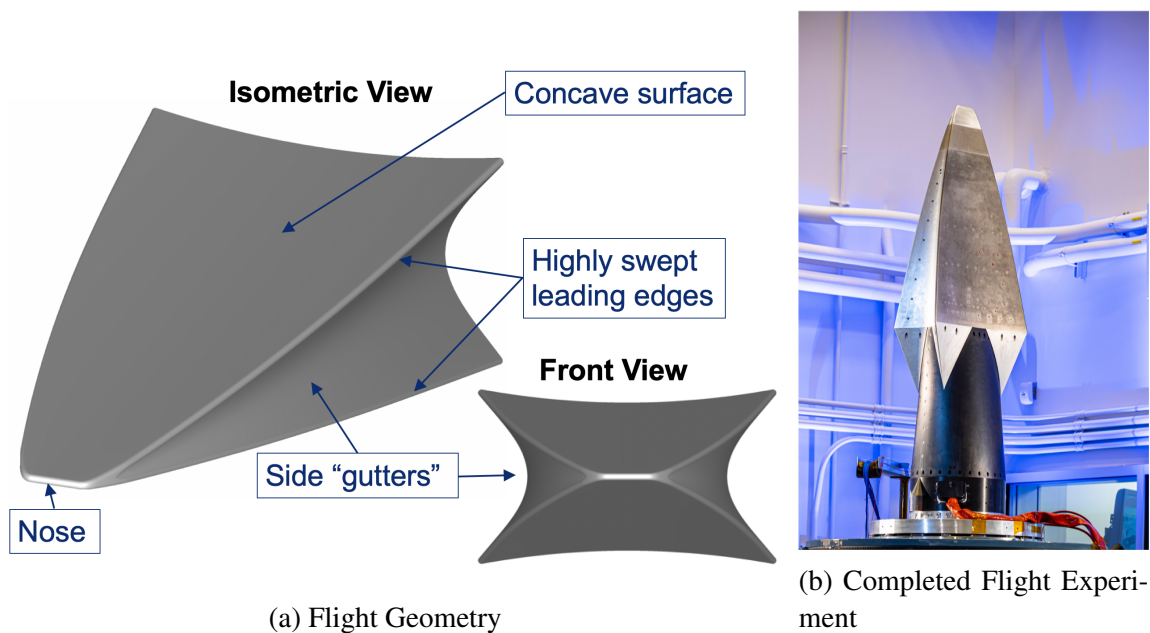 Isometric View
Concave surface
Highly swept
leading edges
Front View
Side “gutters”
Nose
(a) Flight Geometry
(b) Completed Flight Experi-
ment